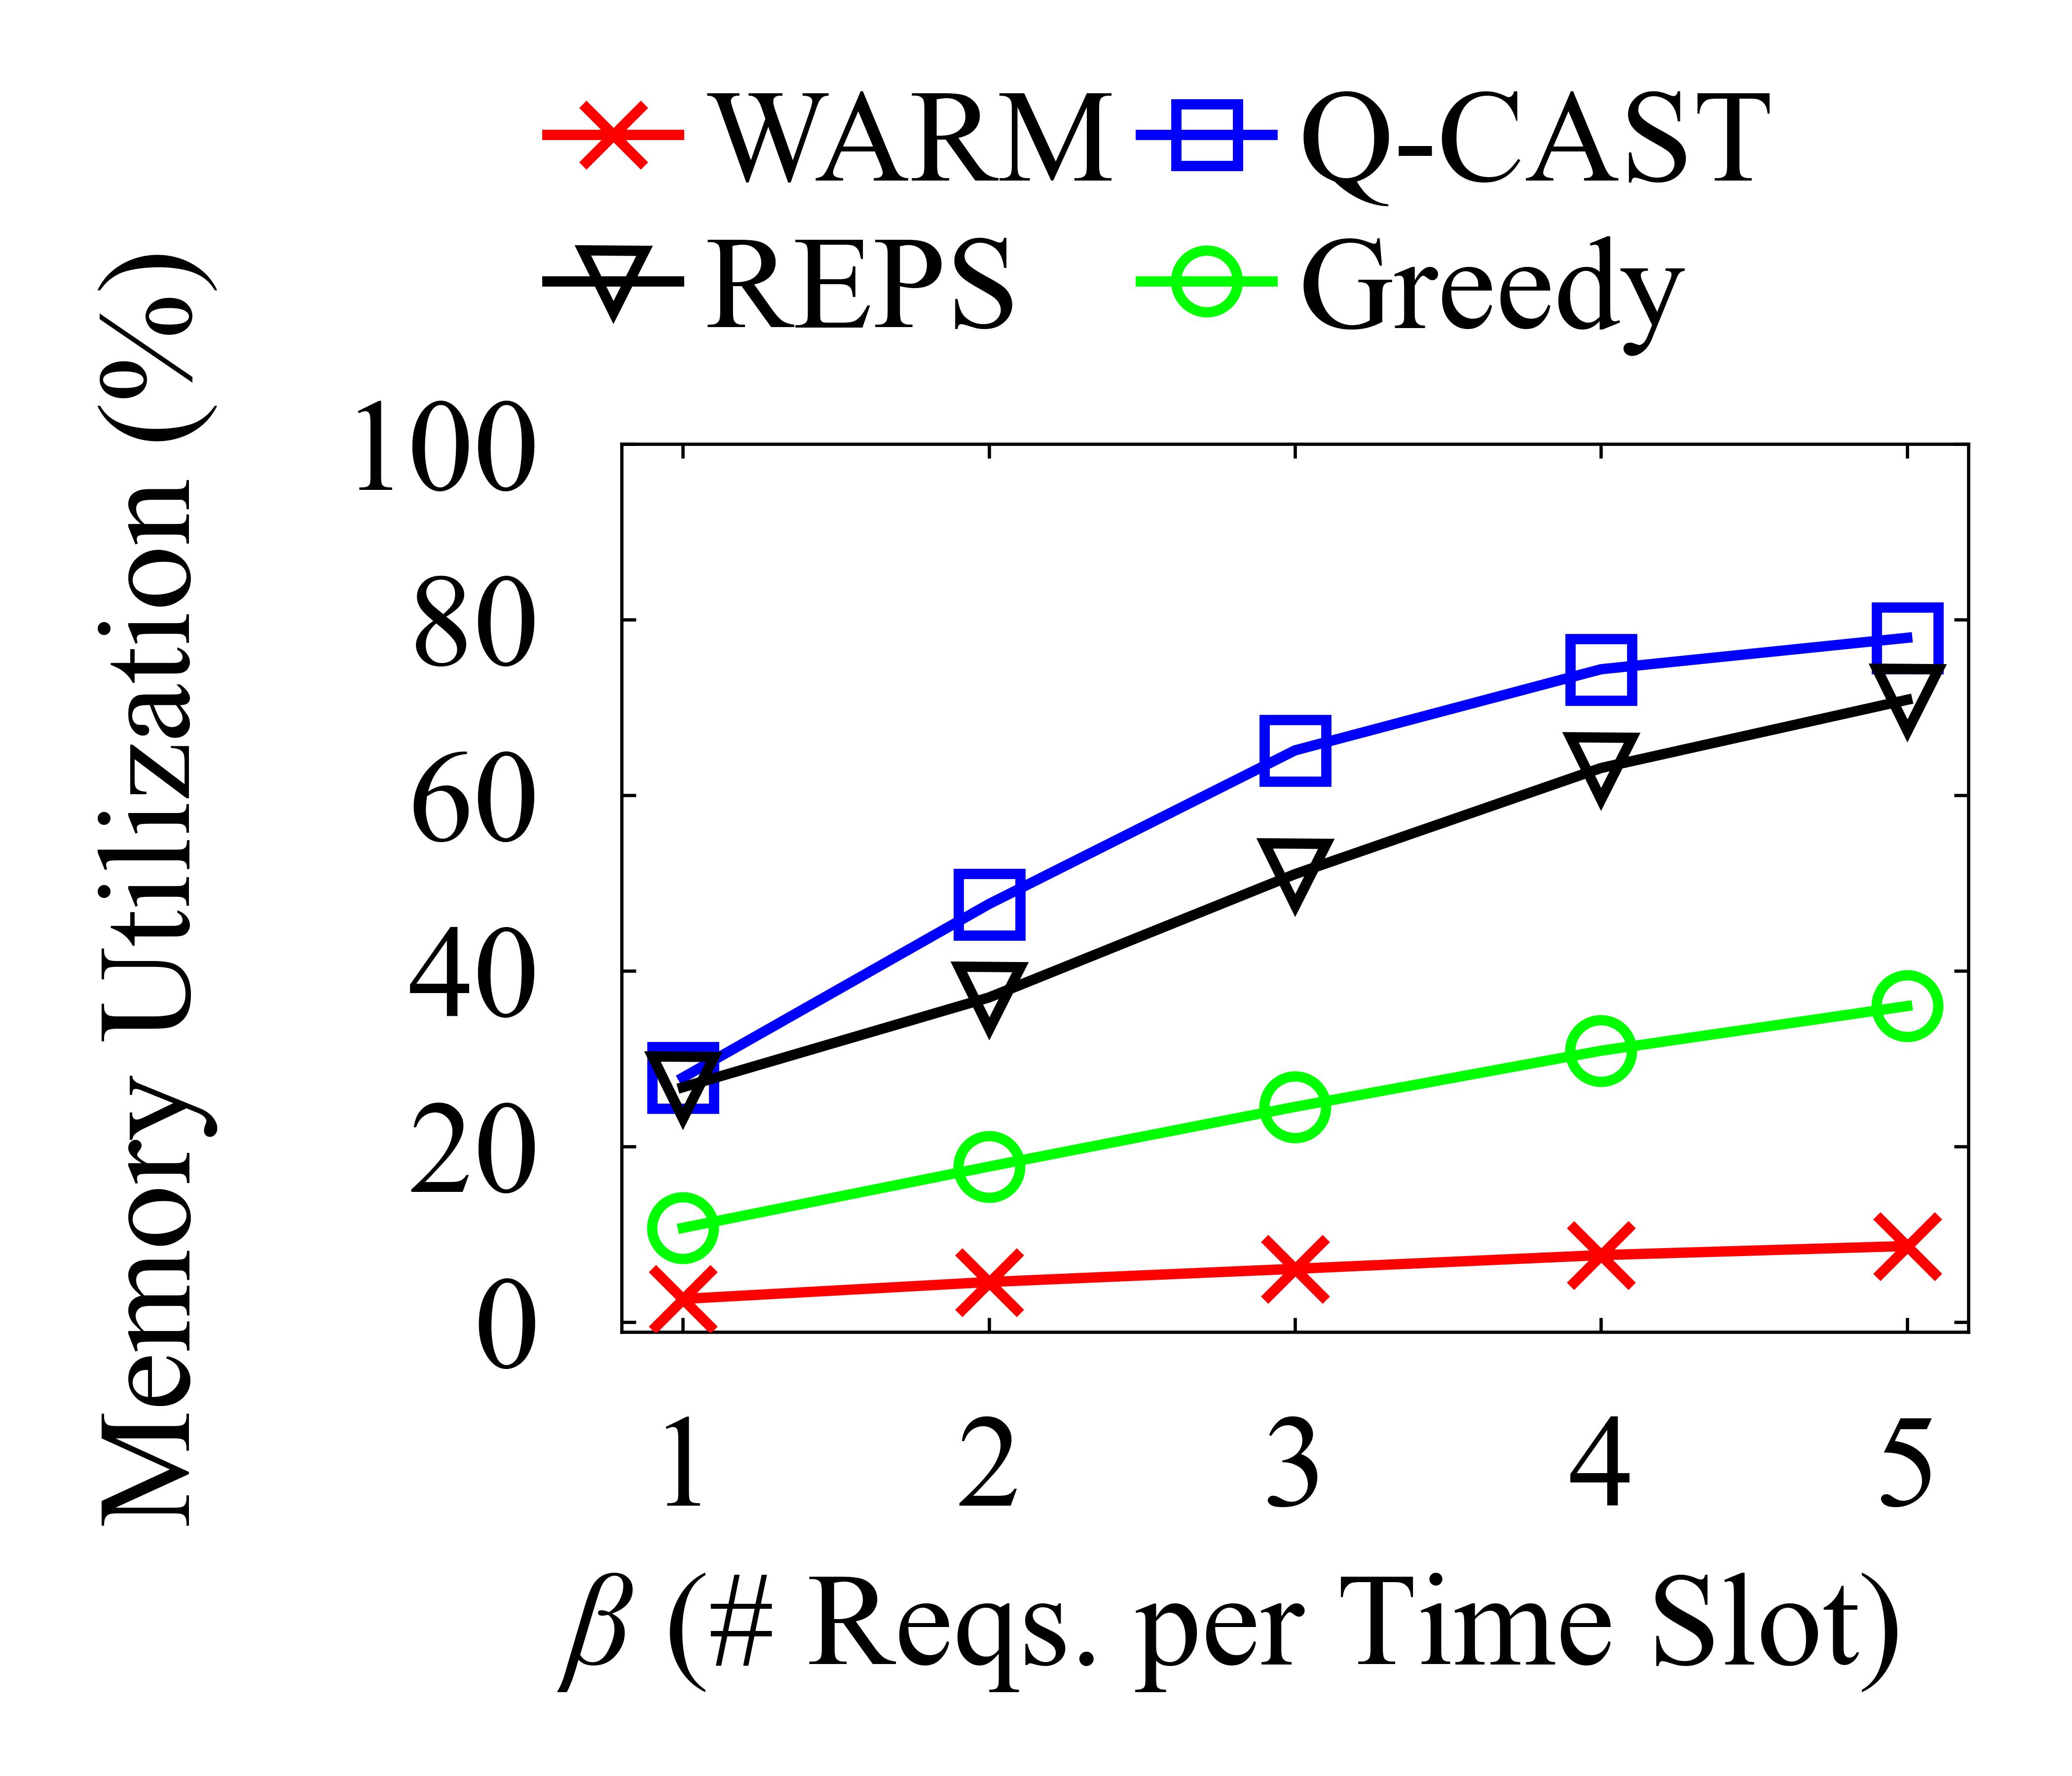 WARM Q-CAST
REPS Greedy
Memory Utilization (%)
100
80
60
40
20
0
1 2 3 4 5
β (# Reqs. per Time Slot)